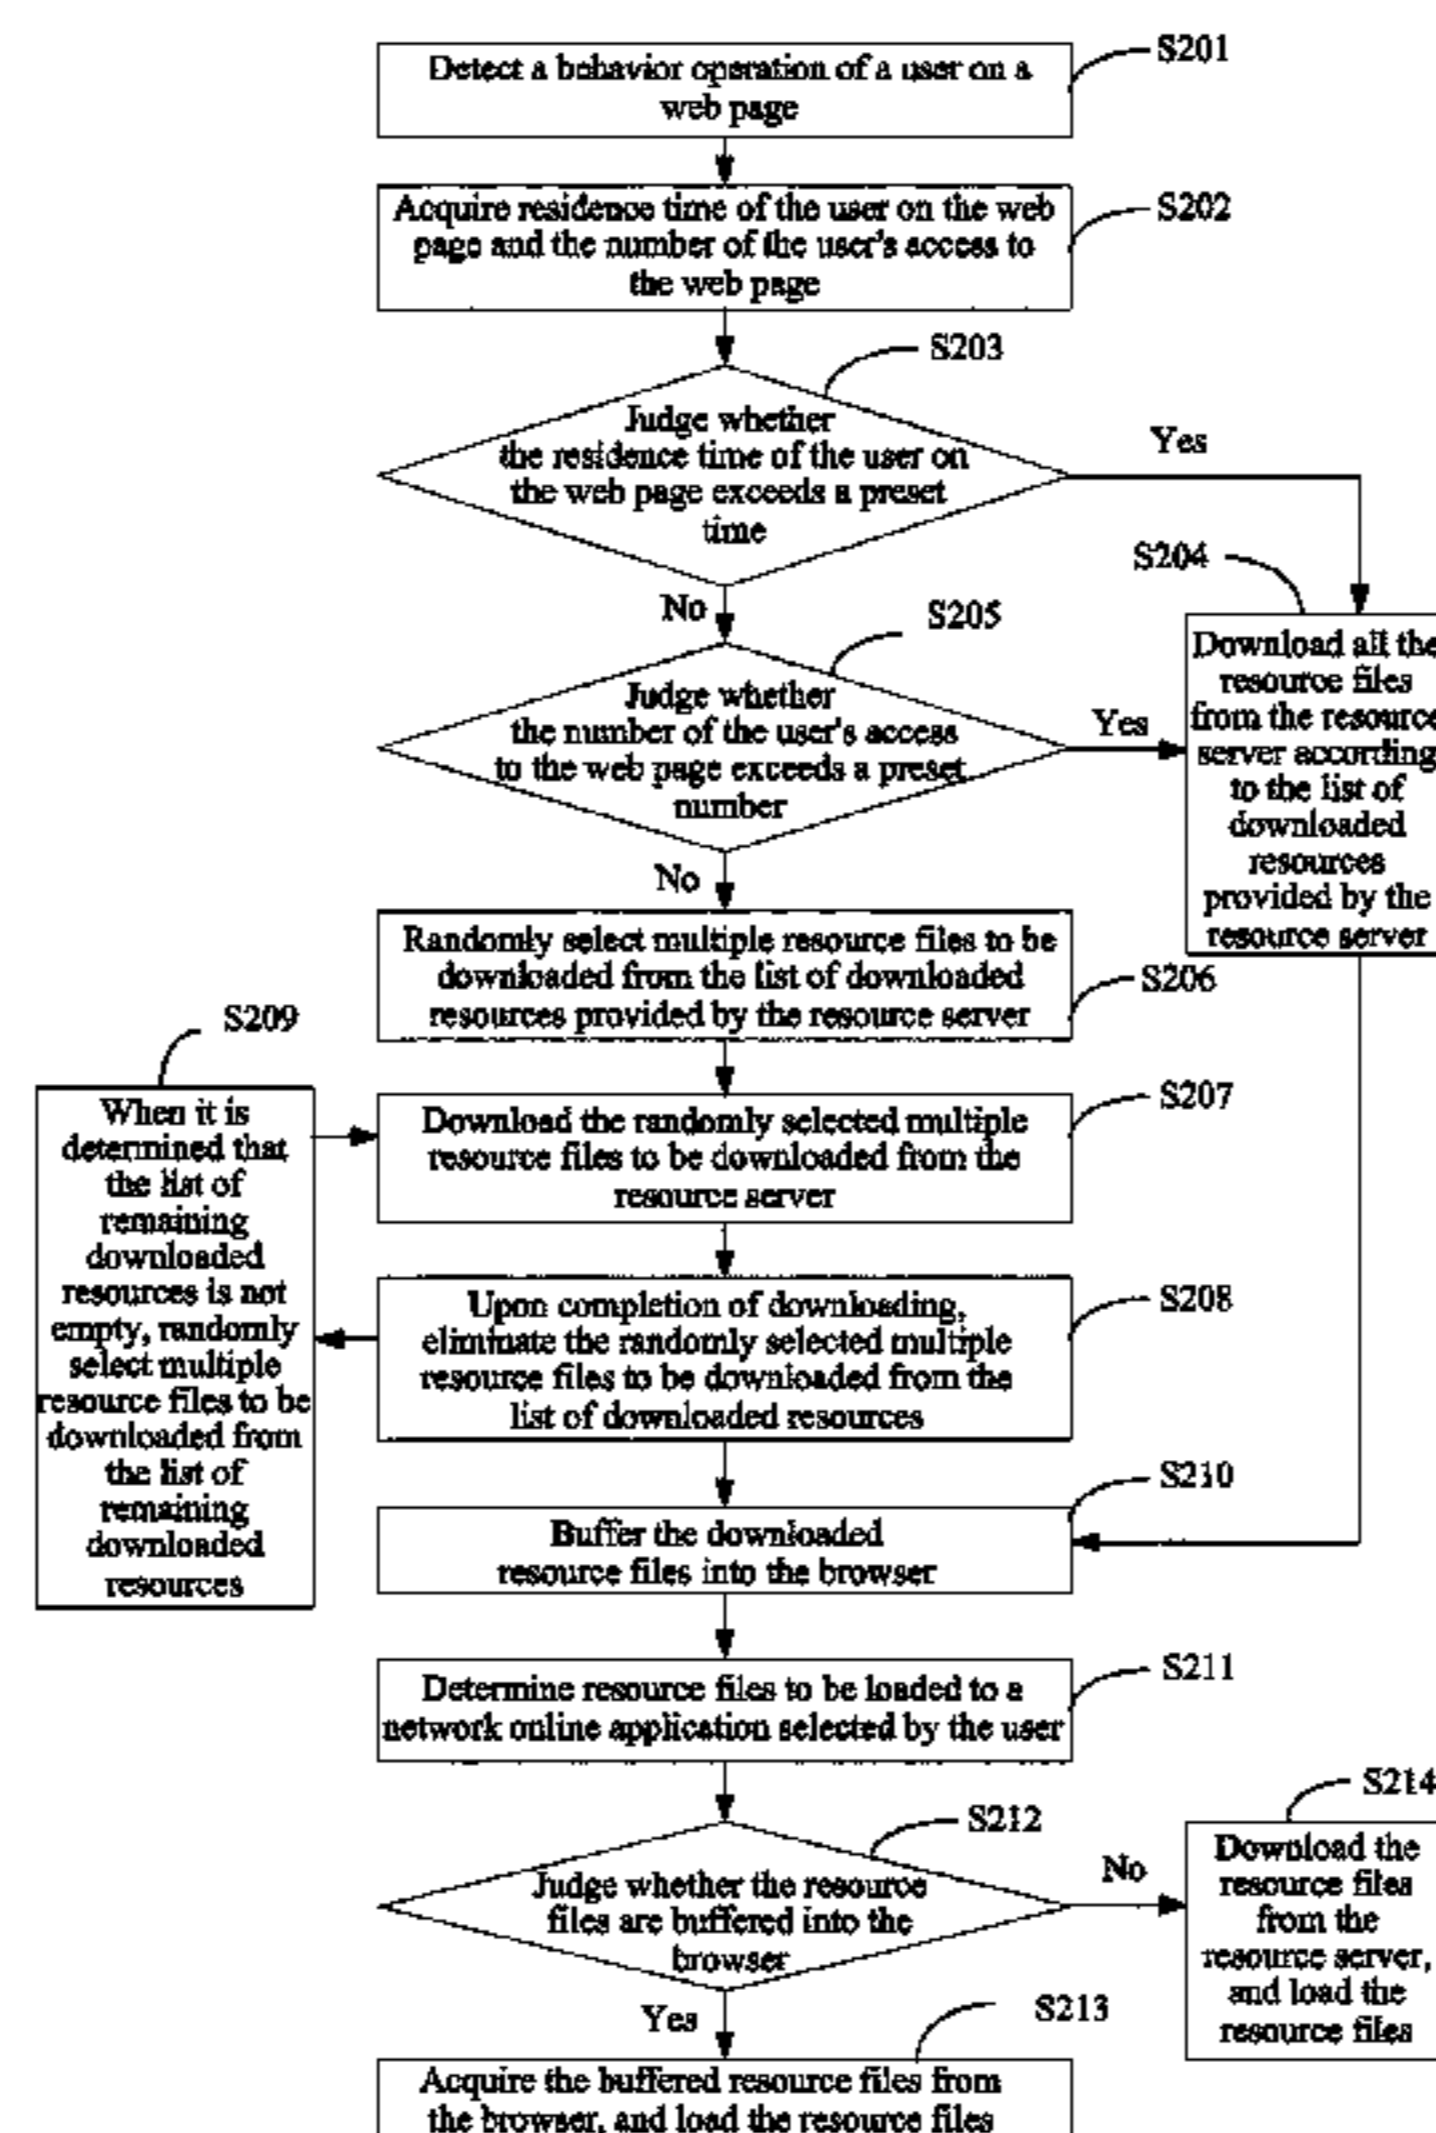 S201
Detect a behavior operation of a user on a
web page
S202
Acquire residence time of the user on the web
page and the number of the user's access to
the web page
S203
Judge whether
the residence time of the user on
the web page exceeds a preset
time
Yes
No
S204
Download all the
resource files
from the resource
server according
to the list of
downloaded
resources
provided by the
resource server
S205
Judge whether
the number of the user's access
to the web page exceeds a preset
number
Yes
No
Randomly select multiple resource files to be
downloaded from the list of downloaded
resources provided by the resource server
S206
S209
When it is
determined that
the list of
remaining
downloaded
resources is not
empty, randomly
select multiple
resource files to be
downloaded from
the list of
remaining
downloaded
resources
S207
Download the randomly selected multiple
resource files to be downloaded from the
resource server
S208
Upon completion of downloading,
eliminate the randomly selected multiple
resource files to be downloaded from the
list of downloaded resources
S210
Buffer the downloaded
resource files into the browser
S211
Determine resource files to be loaded to a
network online application selected by the user
S212
Judge whether the resource
files are buffered into the
browser
No
Yes
S214
Download the
resource files
from the
resource server,
and load the
resource files
S213
Acquire the buffered resource files from
the browser, and load the resource files